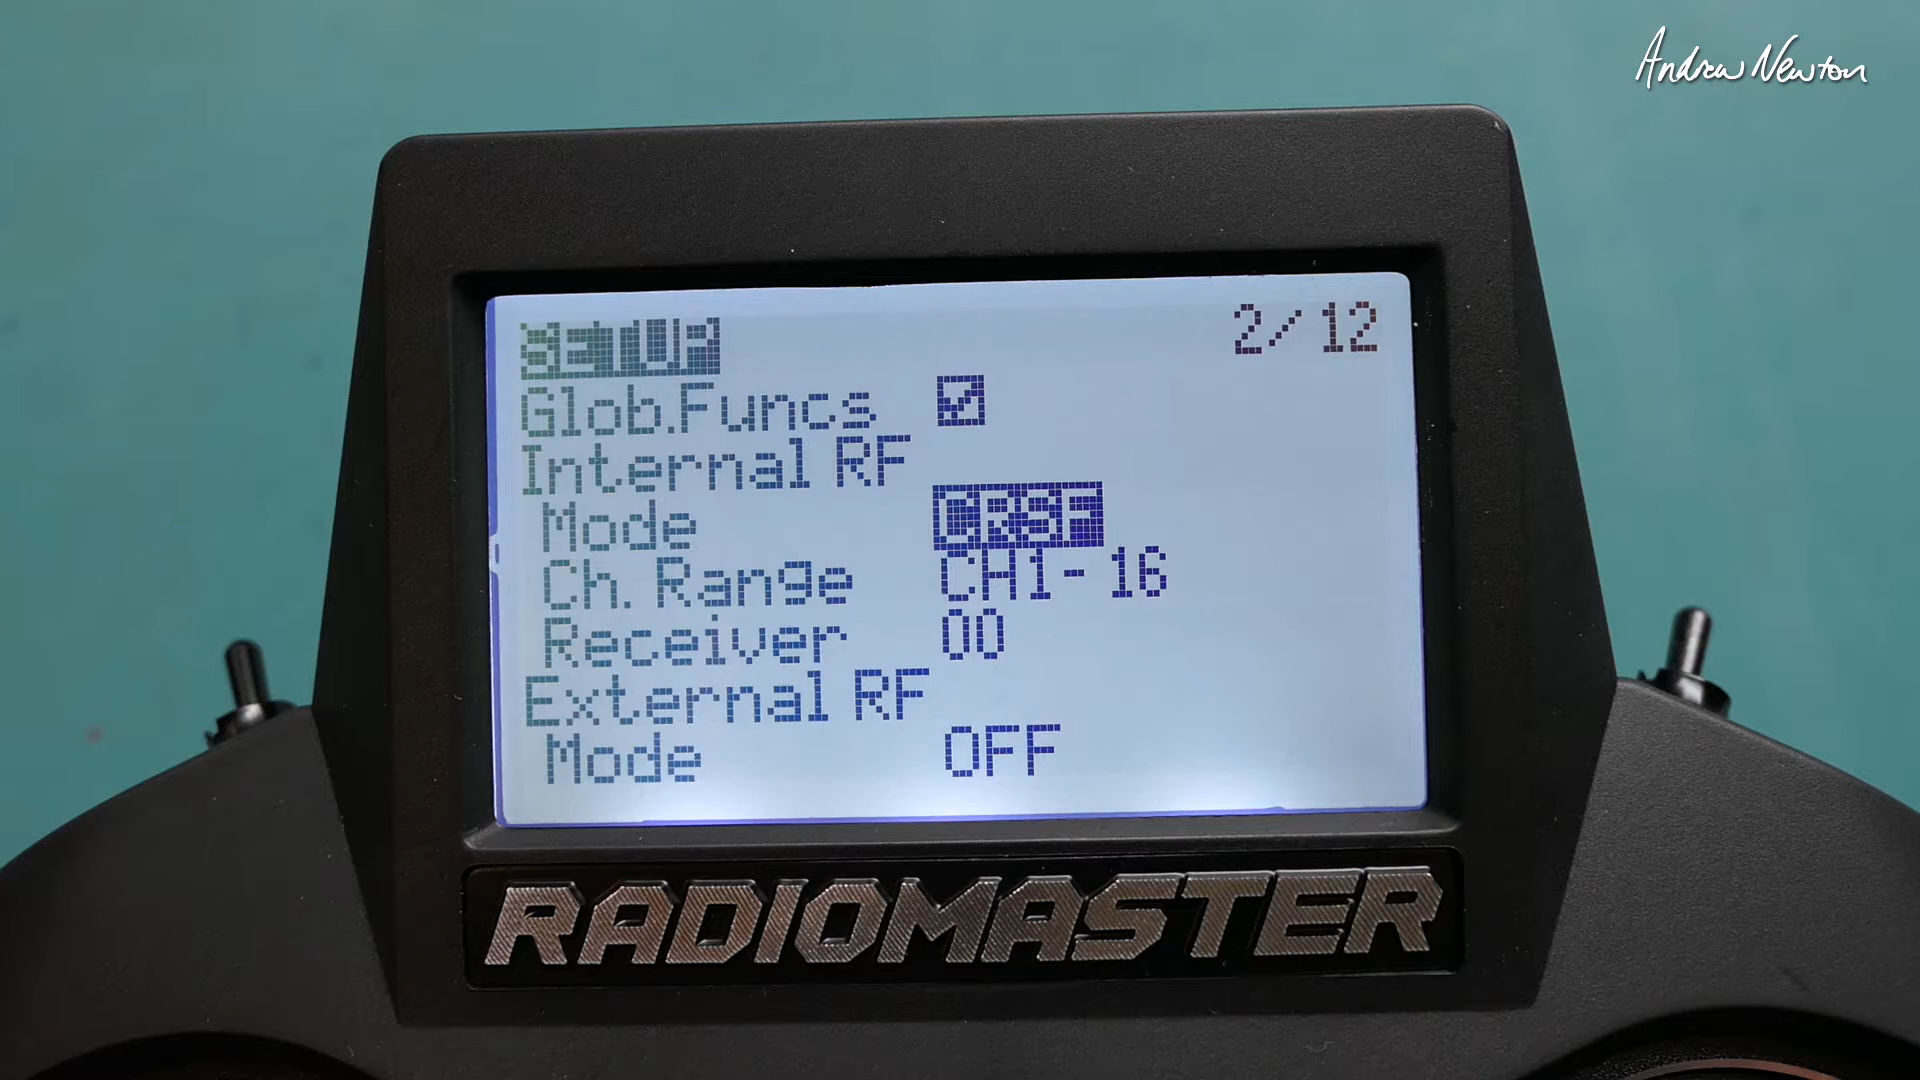 Andrew Newton
SETUP 2/12
Glob.Funcs
Internal RF
Mode CRSF
Ch. Range CH1-16
Receiver 00
External RF
Mode OFF
RADIOMASTER